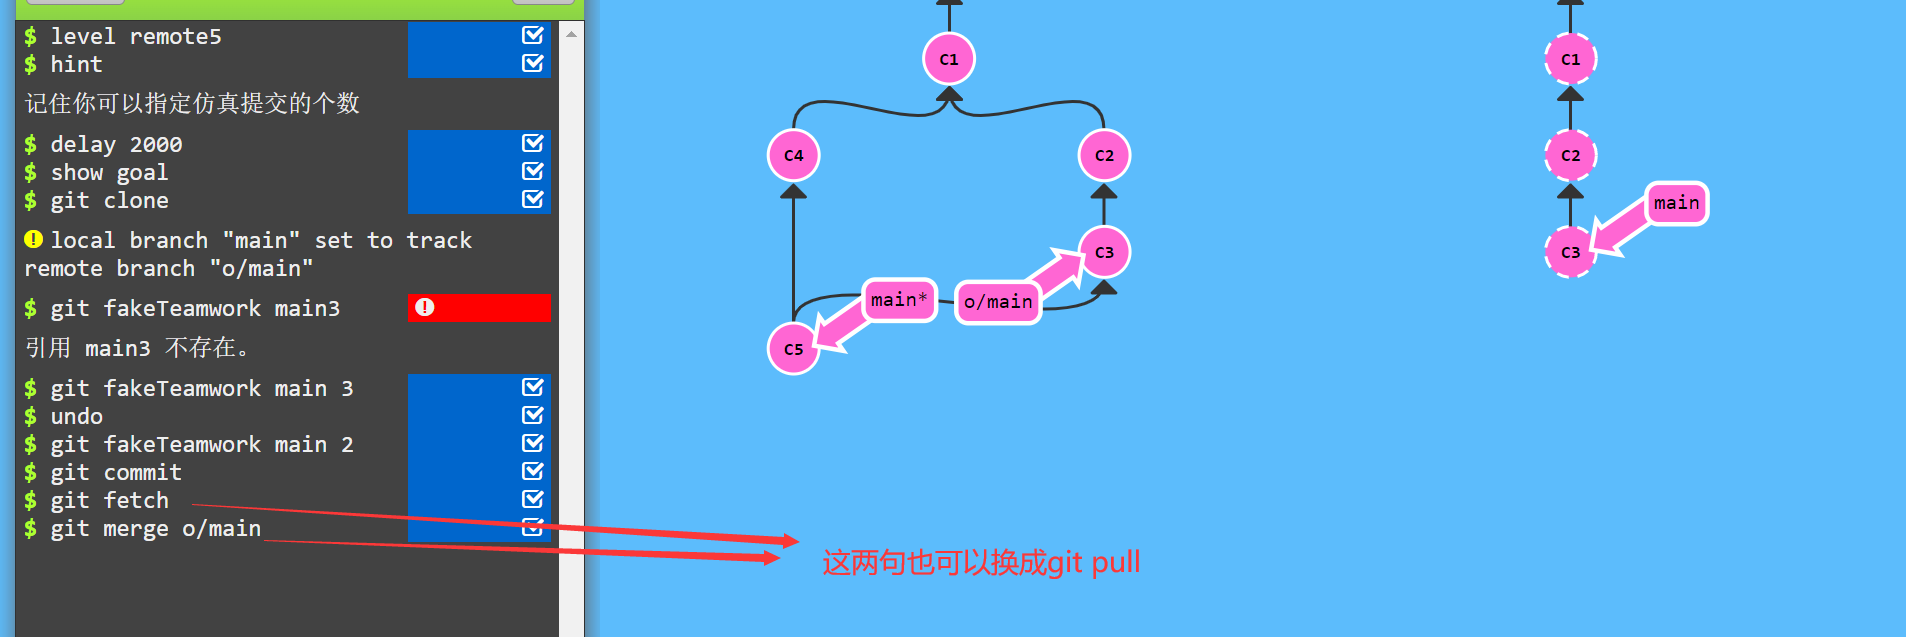 $ level remote5
$ hint
记住你可以指定仿真提交的个数
$ delay 2000
$ show goal
$ git clone
local branch "main" set to track
remote branch "o/main"
$ git fakeTeamwork main3
引用 main3 不存在。
$ git fakeTeamwork main 3
$ undo
$ git fakeTeamwork main 2
$ git commit
$ git fetch
$ git merge o/main
C1
C4
C2
C3
main*
o/main
C5
C1
C2
main
C3
这两句也可以换成git pull